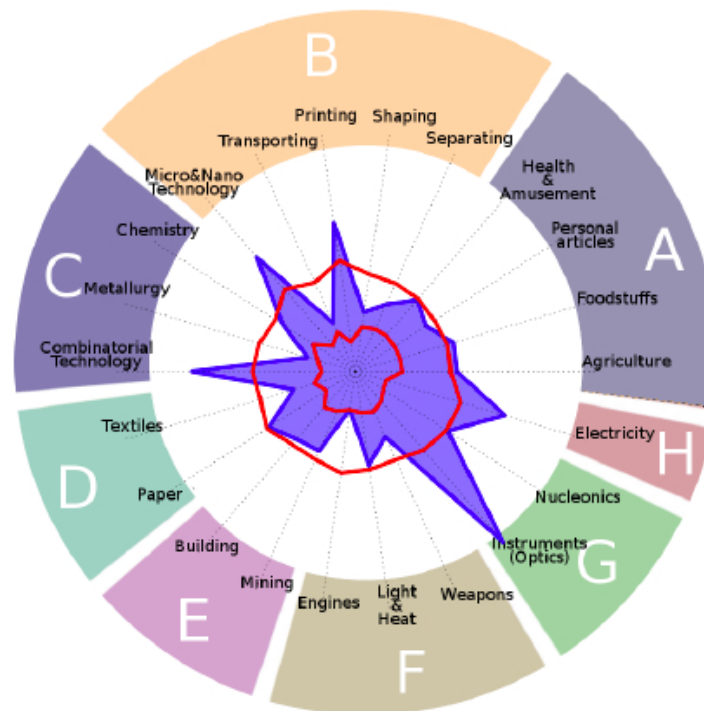 B
Printing
Shaping
Transporting
Separating
Micro&Nano
Technology
Health
&
Amusement
Chemistry
Personal
articles
A
C
Metallurgy
Foodstuffs
Combinatorial
Technology
Agriculture
Textiles
Electricity
H
D
Paper
Nucleonics
Building
Instruments
(Optics)
G
Mining
Engines
Light
&
Heat
Weapons
E
F